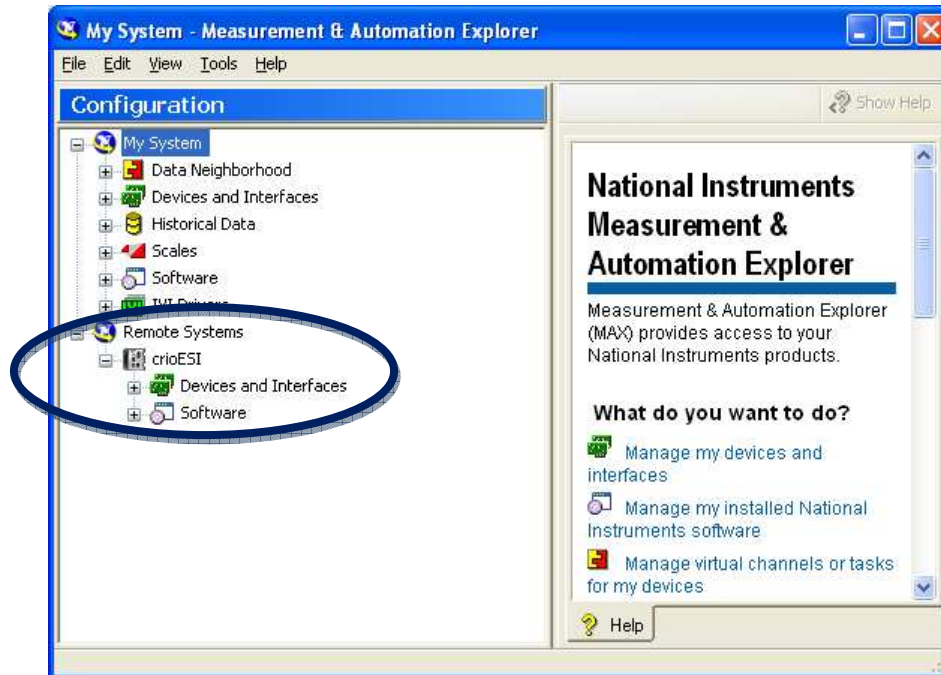 My System - Measurement & Automation Explorer
File Edit View Tools Help
Configuration
Show Help
My System
Data Neighborhood
Devices and Interfaces
Historical Data
Scales
Software
IVI Drivers
Remote Systems
crioESI
Devices and Interfaces
Software
National Instruments
Measurement &
Automation Explorer
Measurement & Automation Explorer
(MAX) provides access to your
National Instruments products.
What do you want to do?
Manage my devices and
interfaces
Manage my installed National
Instruments software
Manage virtual channels or tasks
for my devices
Help